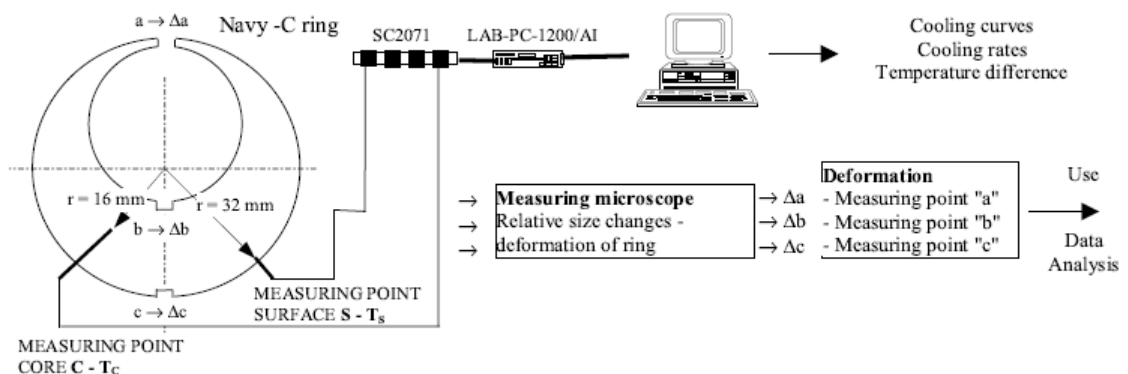 a → Δa
Navy -C ring
SC2071
LAB-PC-1200/AI
Cooling curves
Cooling rates
Temperature difference
r = 16 mm
r = 32 mm
b → Δb
c → Δc
MEASURING POINT
SURFACE S - Ts
MEASURING POINT
CORE C - TC
→ Measuring microscope → Δa
→ Relative size changes - → Δb
→ deformation of ring → Δc
Deformation
- Measuring point "a"
- Measuring point "b"
- Measuring point "c"
Use
Data
Analysis